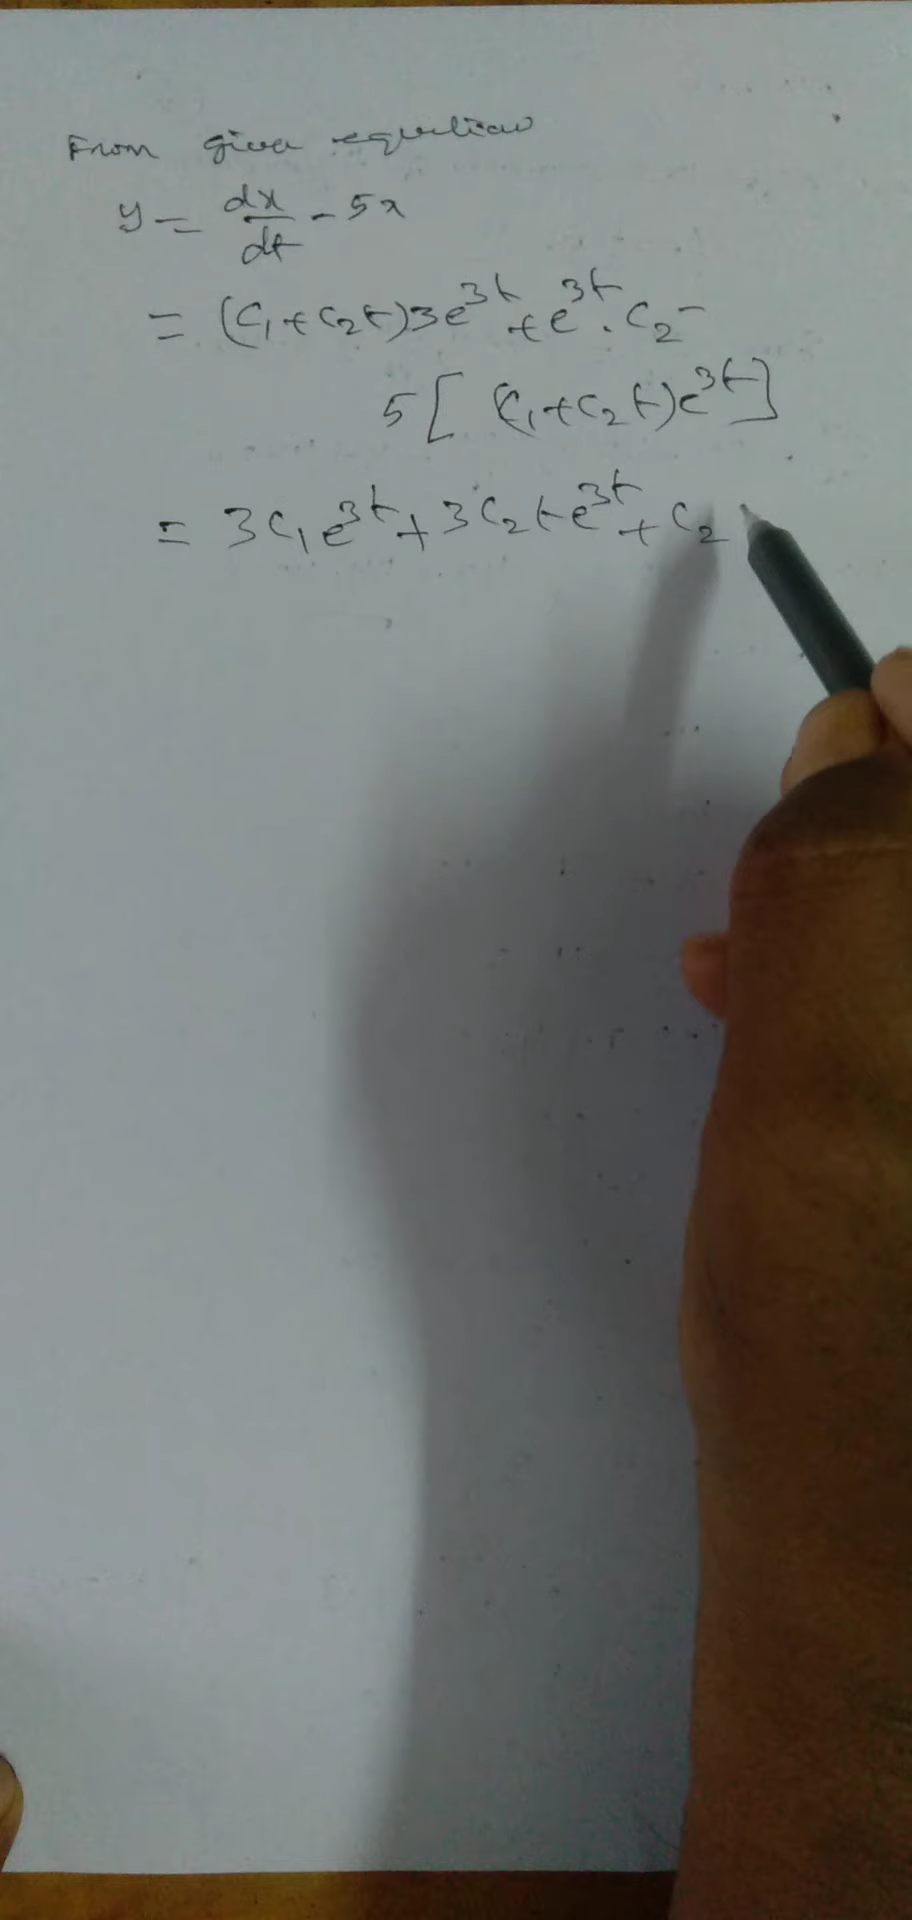 From given equation
y = dx/dt - 5x
= (C₁+C₂t)3e^3t + e^3t . C₂ -
5[(C₁+C₂t)e^3t]
= 3C₁e^3t + 3C₂te^3t + C₂